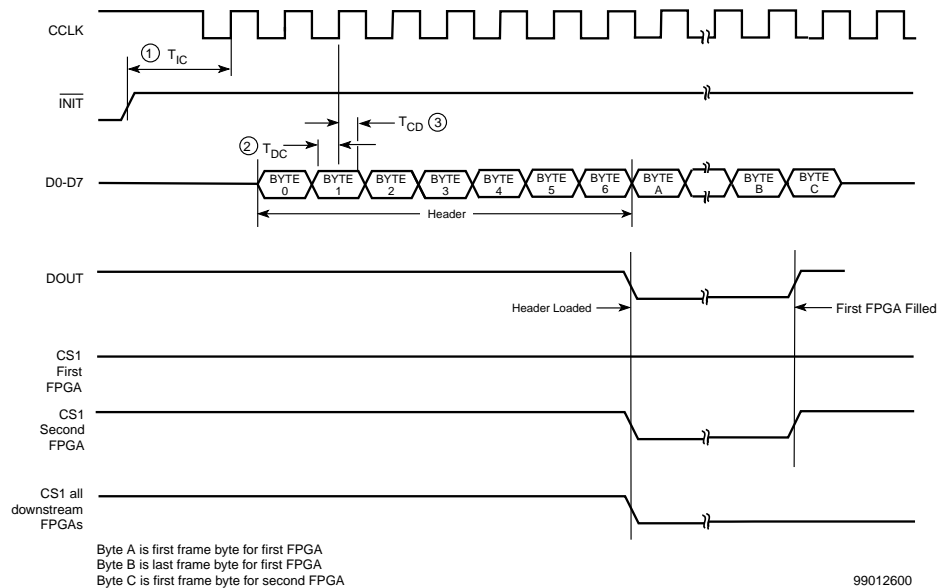 CCLK
1 TIC
INIT
TCD 3
2 TDC
D0-D7
BYTE 0
BYTE 1
BYTE 2
BYTE 3
BYTE 4
BYTE 5
BYTE 6
BYTE A
BYTE B
BYTE C
Header
DOUT
Header Loaded
First FPGA Filled
CS1
First
FPGA
CS1
Second
FPGA
CS1 all
downstream
FPGAs
Byte A is first frame byte for first FPGA
Byte B is last frame byte for first FPGA
Byte C is first frame byte for second FPGA
99012600